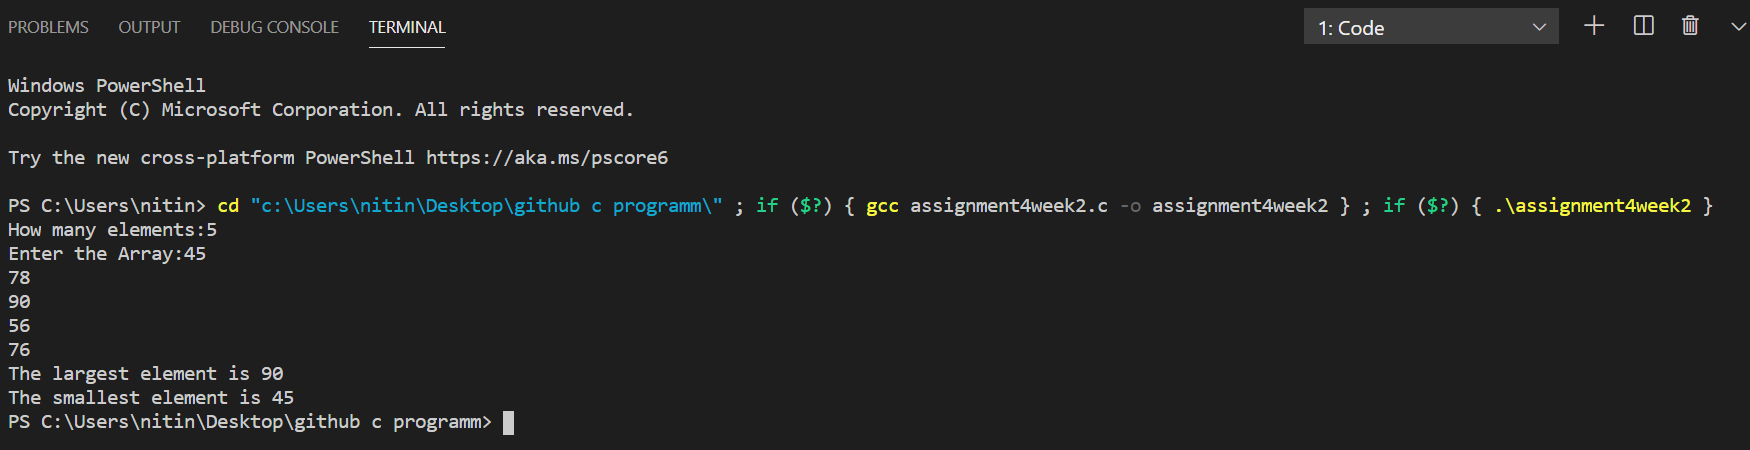 PROBLEMS OUTPUT DEBUG CONSOLE TERMINAL 1: Code
Windows PowerShell
Copyright (C) Microsoft Corporation. All rights reserved.
Try the new cross-platform PowerShell https://aka.ms/pscore6
PS C:\Users\nitin> cd "c:\Users\nitin\Desktop\github c programm\" ; if ($?) { gcc assignment4week2.c -o assignment4week2 } ; if ($?) { .\assignment4week2 }
How many elements:5
Enter the Array:45
78
90
56
76
The largest element is 90
The smallest element is 45
PS C:\Users\nitin\Desktop\github c programm>